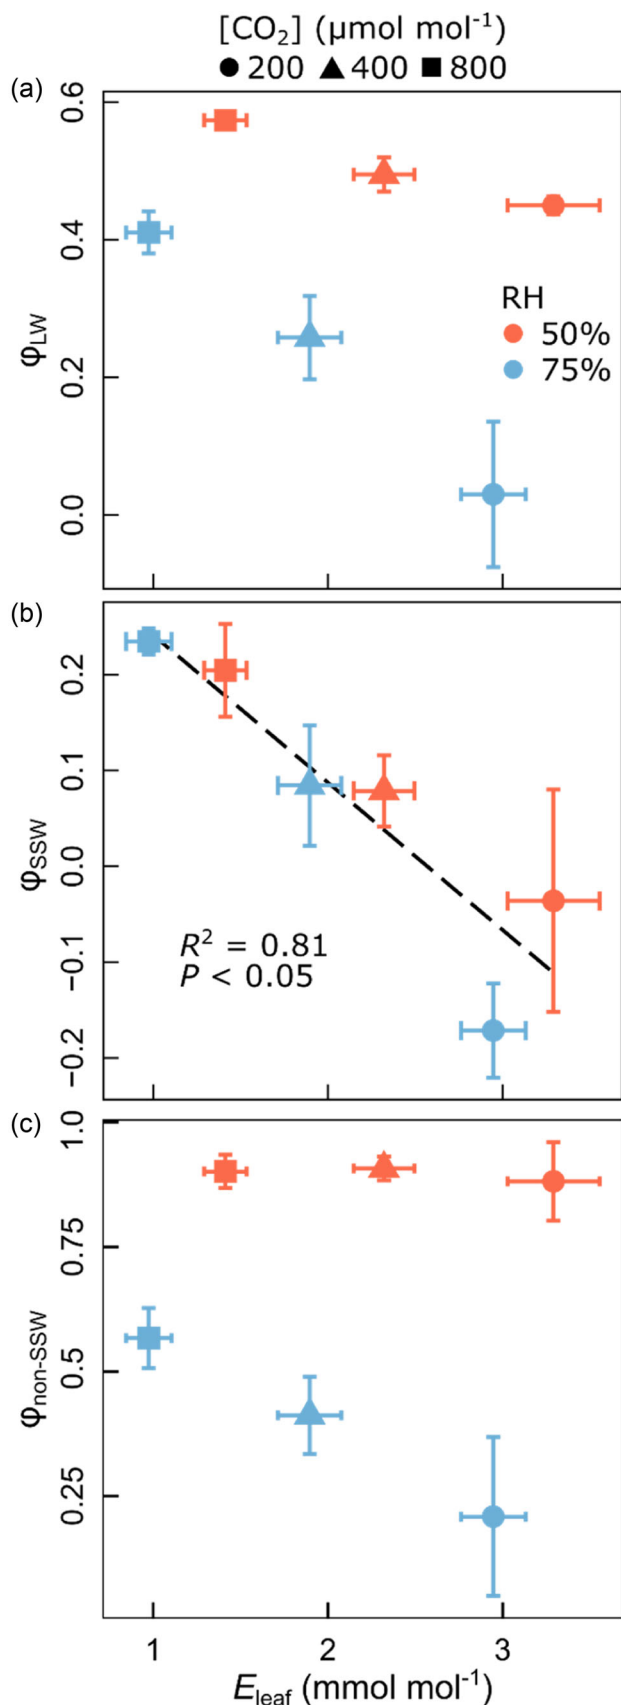 [CO₂] (µmol mol⁻¹)
200 400 800
(a)
0.6
0.4
0.2
0.0
φLW
RH
50%
75%
(b)
0.2
0.1
0.0
−0.1
−0.2
φSSW
R² = 0.81
P < 0.05
(c)
1.0
0.75
0.5
0.25
φnon-SSW
1 2 3
Eleaf (mmol mol⁻¹)